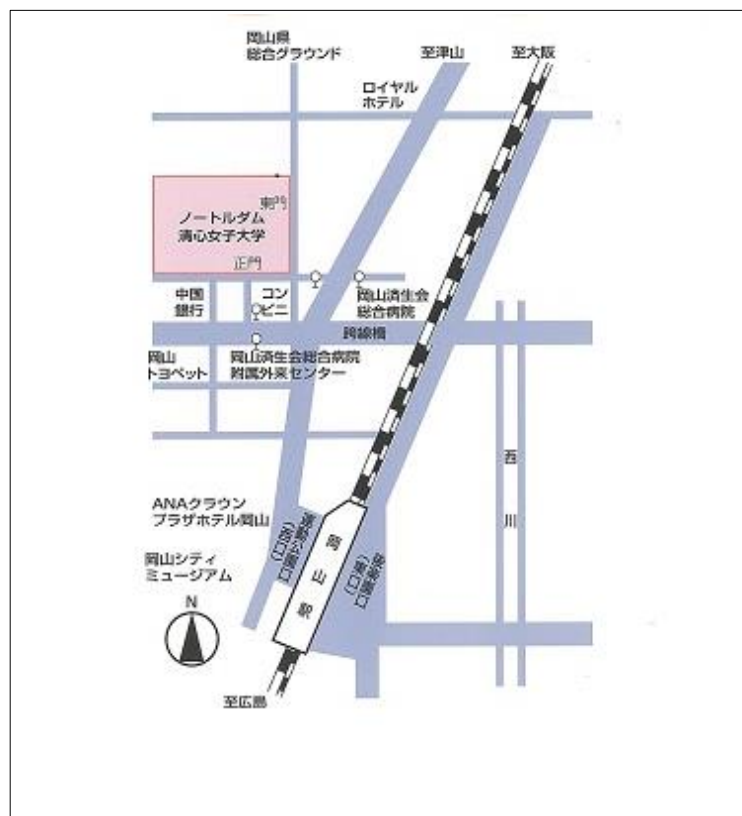 岡山県
総合グラウンド
至津山
至大阪
ロイヤル
ホテル
東門
ノートルダム
清心女子大学
正門
中国
銀行
コン
ビニ
岡山済生会
総合病院
跨線橋
岡山
トヨペット
岡山済生会総合病院
附属外来センター
西川
ANAクラウン
プラザホテル岡山
運動公園口
(西口)
岡山駅
後楽園口
(東口)
岡山シティ
ミュージアム
N
至広島